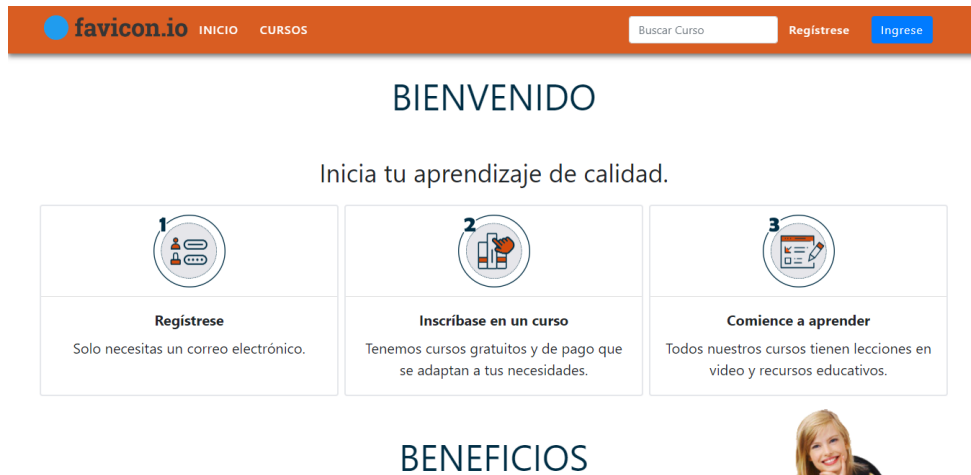 favicon.io INICIO CURSOS Buscar Curso Regístrese Ingrese
BIENVENIDO
Inicia tu aprendizaje de calidad.
1
2
3
Regístrese
Solo necesitas un correo electrónico.
Inscríbase en un curso
Tenemos cursos gratuitos y de pago que
se adaptan a tus necesidades.
Comience a aprender
Todos nuestros cursos tienen lecciones en
video y recursos educativos.
BENEFICIOS